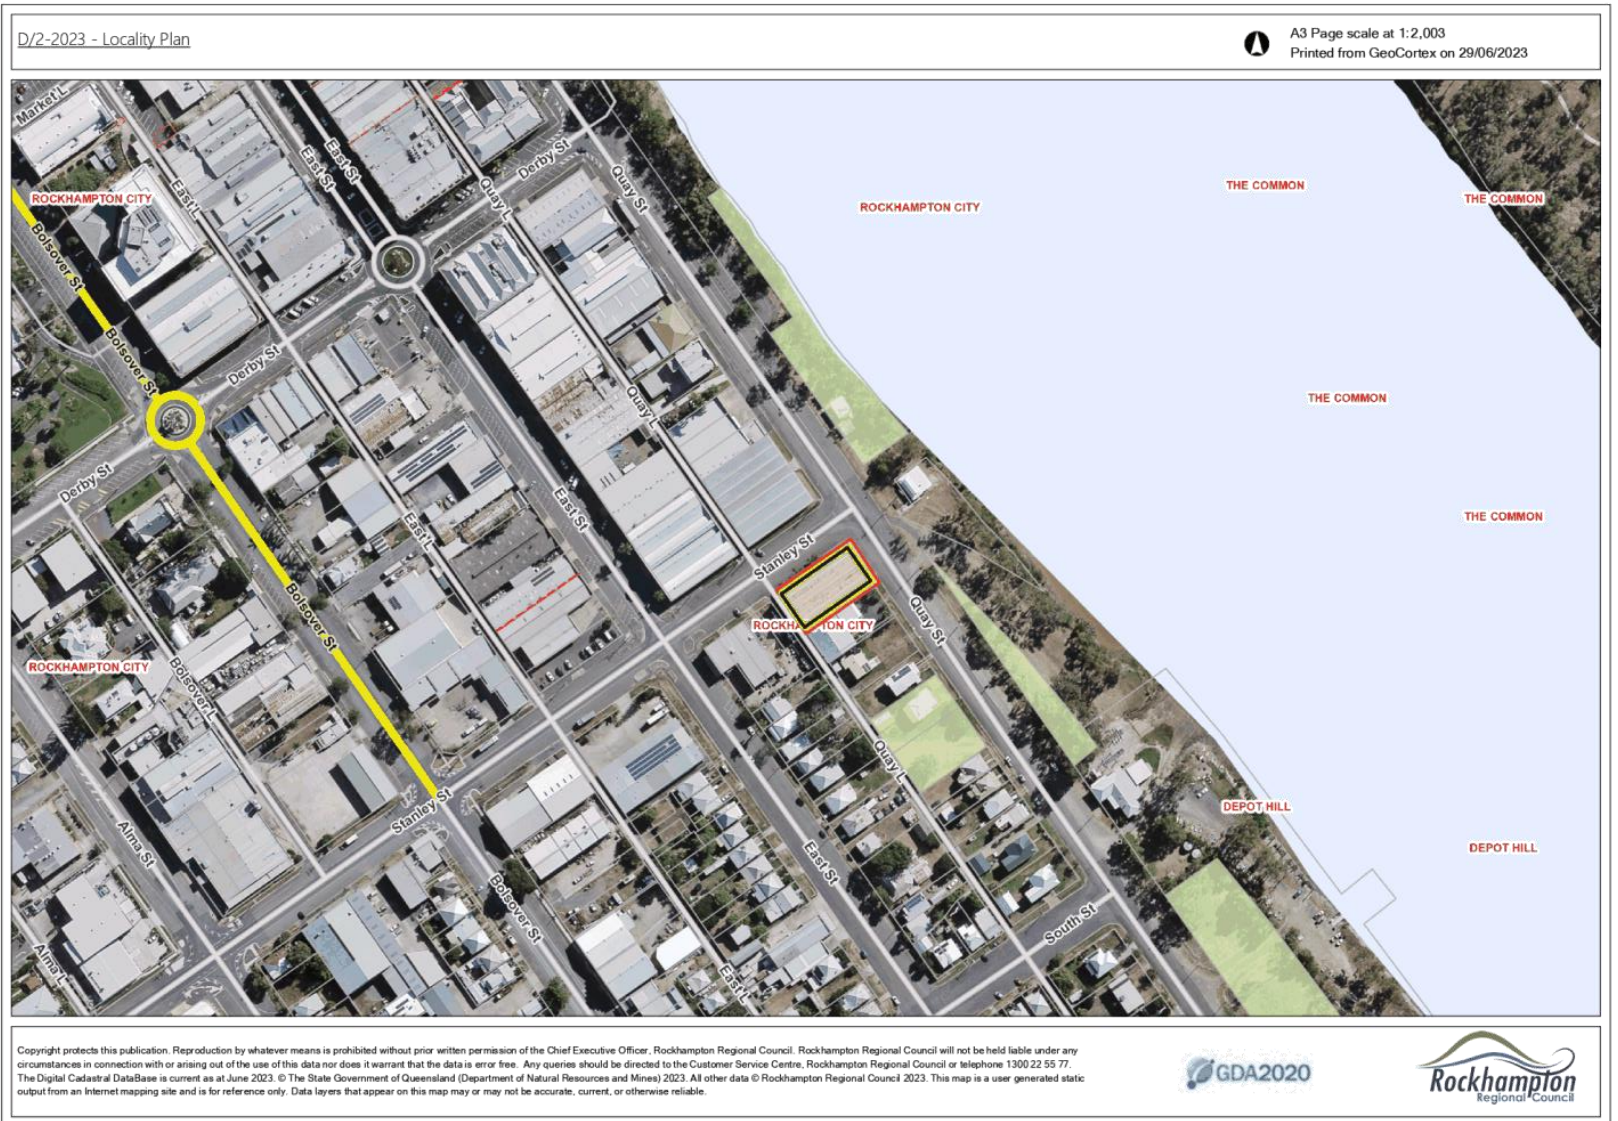 D/2-2023 - Locality Plan
A3 Page scale at 1:2,003
Printed from GeoCortex on 29/06/2023
Market L
East St
East St
Derby St
Quay St
Quay L
East L
ROCKHAMPTON CITY
ROCKHAMPTON CITY
THE COMMON
THE COMMON
Bolsover St
Bolsover St
Derby St
Quay L
THE COMMON
Derby St
East St
East L
THE COMMON
Stanley St
Bolsover St
Quay St
ROCKHA TON CITY
ROCKHAMPTON CITY
Bolsover L
Quay L
Stanley St
DEPOT HILL
DEPOT HILL
Alma St
East St
Bolsover St
South St
Alma L
East L
Copyright protects this publication. Reproduction by whatever means is prohibited without prior written permission of the Chief Executive Officer, Rockhampton Regional Council. Rockhampton Regional Council will not be held liable under any
circumstances in connection with or arising out of the use of this data nor does it warrant that the data is error free. Any queries should be directed to the Customer Service Centre, Rockhampton Regional Council or telephone 1300 22 55 77.
The Digital Cadastral DataBase is current as at June 2023. © The State Government of Queensland (Department of Natural Resources and Mines) 2023. All other data © Rockhampton Regional Council 2023. This map is a user generated static
output from an Internet mapping site and is for reference only. Data layers that appear on this map may or may not be accurate, current, or otherwise reliable.
GDA2020
Rockhampton
Regional Council